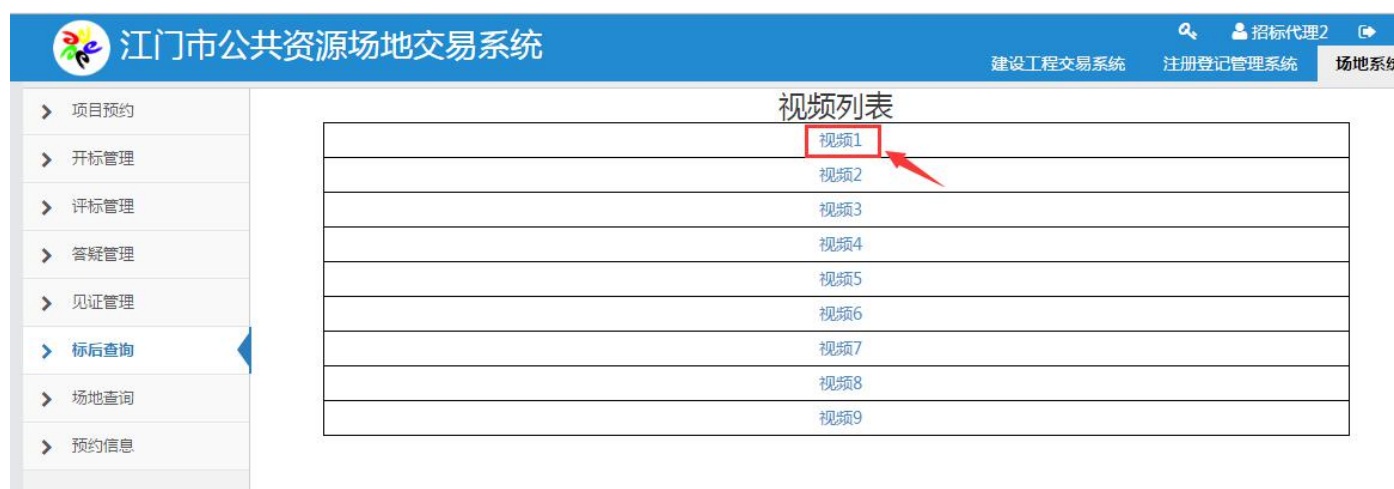 江门市公共资源场地交易系统
招标代理2
建设工程交易系统 注册登记管理系统 场地系统
项目预约
开标管理
评标管理
答疑管理
见证管理
标后查询
场地查询
预约信息
视频列表
视频1
视频2
视频3
视频4
视频5
视频6
视频7
视频8
视频9